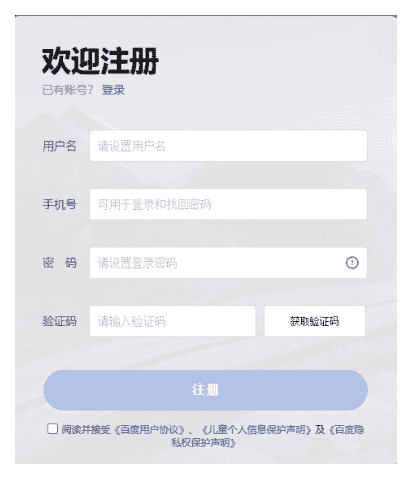 欢迎注册
已有账号? 登录
用户名 请设置用户名
手机号 可用于登录和找回密码
密 码 请设置登录密码
验证码 请输入验证码 获取验证码
注册
阅读并接受《百度用户协议》、《儿童个人信息保护声明》及《百度隐
私权保护声明》